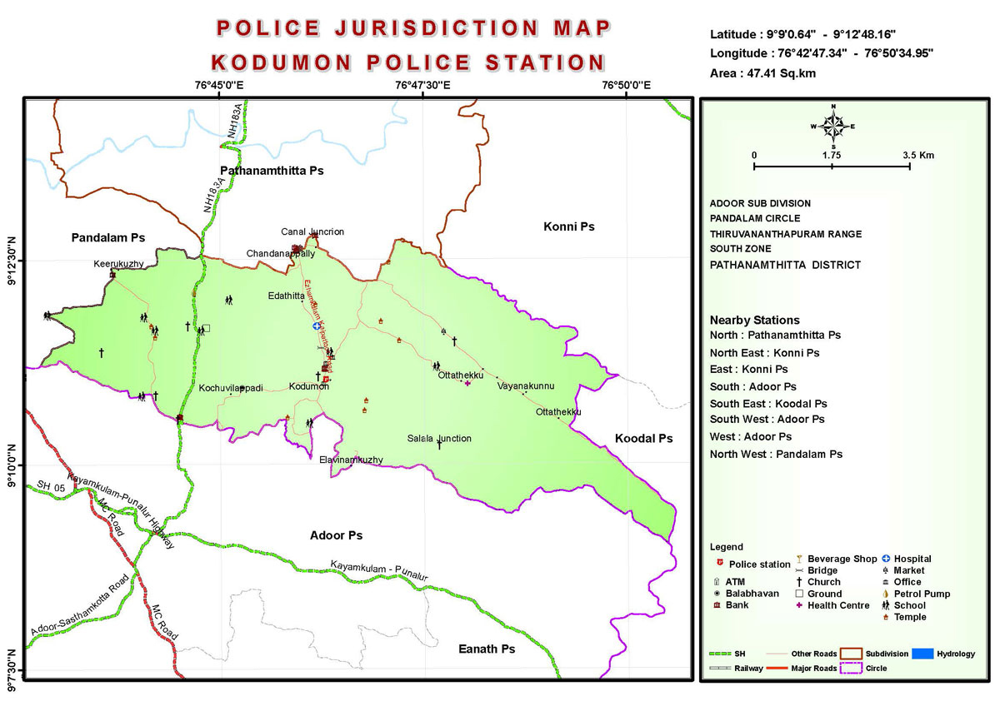 POLICE JURISDICTION MAP
KODUMON POLICE STATION
Latitude : 9°9'0.64" - 9°12'48.16"
Longitude : 76°42'47.34" - 76°50'34.95"
Area : 47.41 Sq.km
76°45'0"E
76°47'30"E
76°50'0"E
9°12'30"N
9°10'0"N
9°7'30"N
NH183A
NH183A
Pathanamthitta Ps
Pandalam Ps
Konni Ps
Canal Juncrion
Chandanappally
Keerukuzhy
Edathitta
Kochuvilappadi
Kodumon
Ottathekku
Vayanakunnu
Ottathekku
Salala Junction
Koodal Ps
Elavinamkuzhy
SH 05
Kayamkulam-Punalur Highway
MC Road
Adoor Ps
Kayamkulam - Punalur
Adoor-Sasthamkotta Road
MC Road
Eanath Ps
N
W
E
S
0
1.75
3.5 Km
ADOOR SUB DIVISION
PANDALAM CIRCLE
THIRUVANANTHAPURAM RANGE
SOUTH ZONE
PATHANAMTHITTA DISTRICT
Nearby Stations
North : Pathanamthitta Ps
North East : Konni Ps
East : Konni Ps
South : Adoor Ps
South East : Koodal Ps
South West : Adoor Ps
West : Adoor Ps
North West : Pandalam Ps
Legend
Police station
ATM
Balabhavan
Bank
Beverage Shop
Bridge
Church
Ground
Health Centre
Hospital
Market
Office
Petrol Pump
School
Temple
SH
Other Roads
Subdivision
Hydrology
Railway
Major Roads
Circle